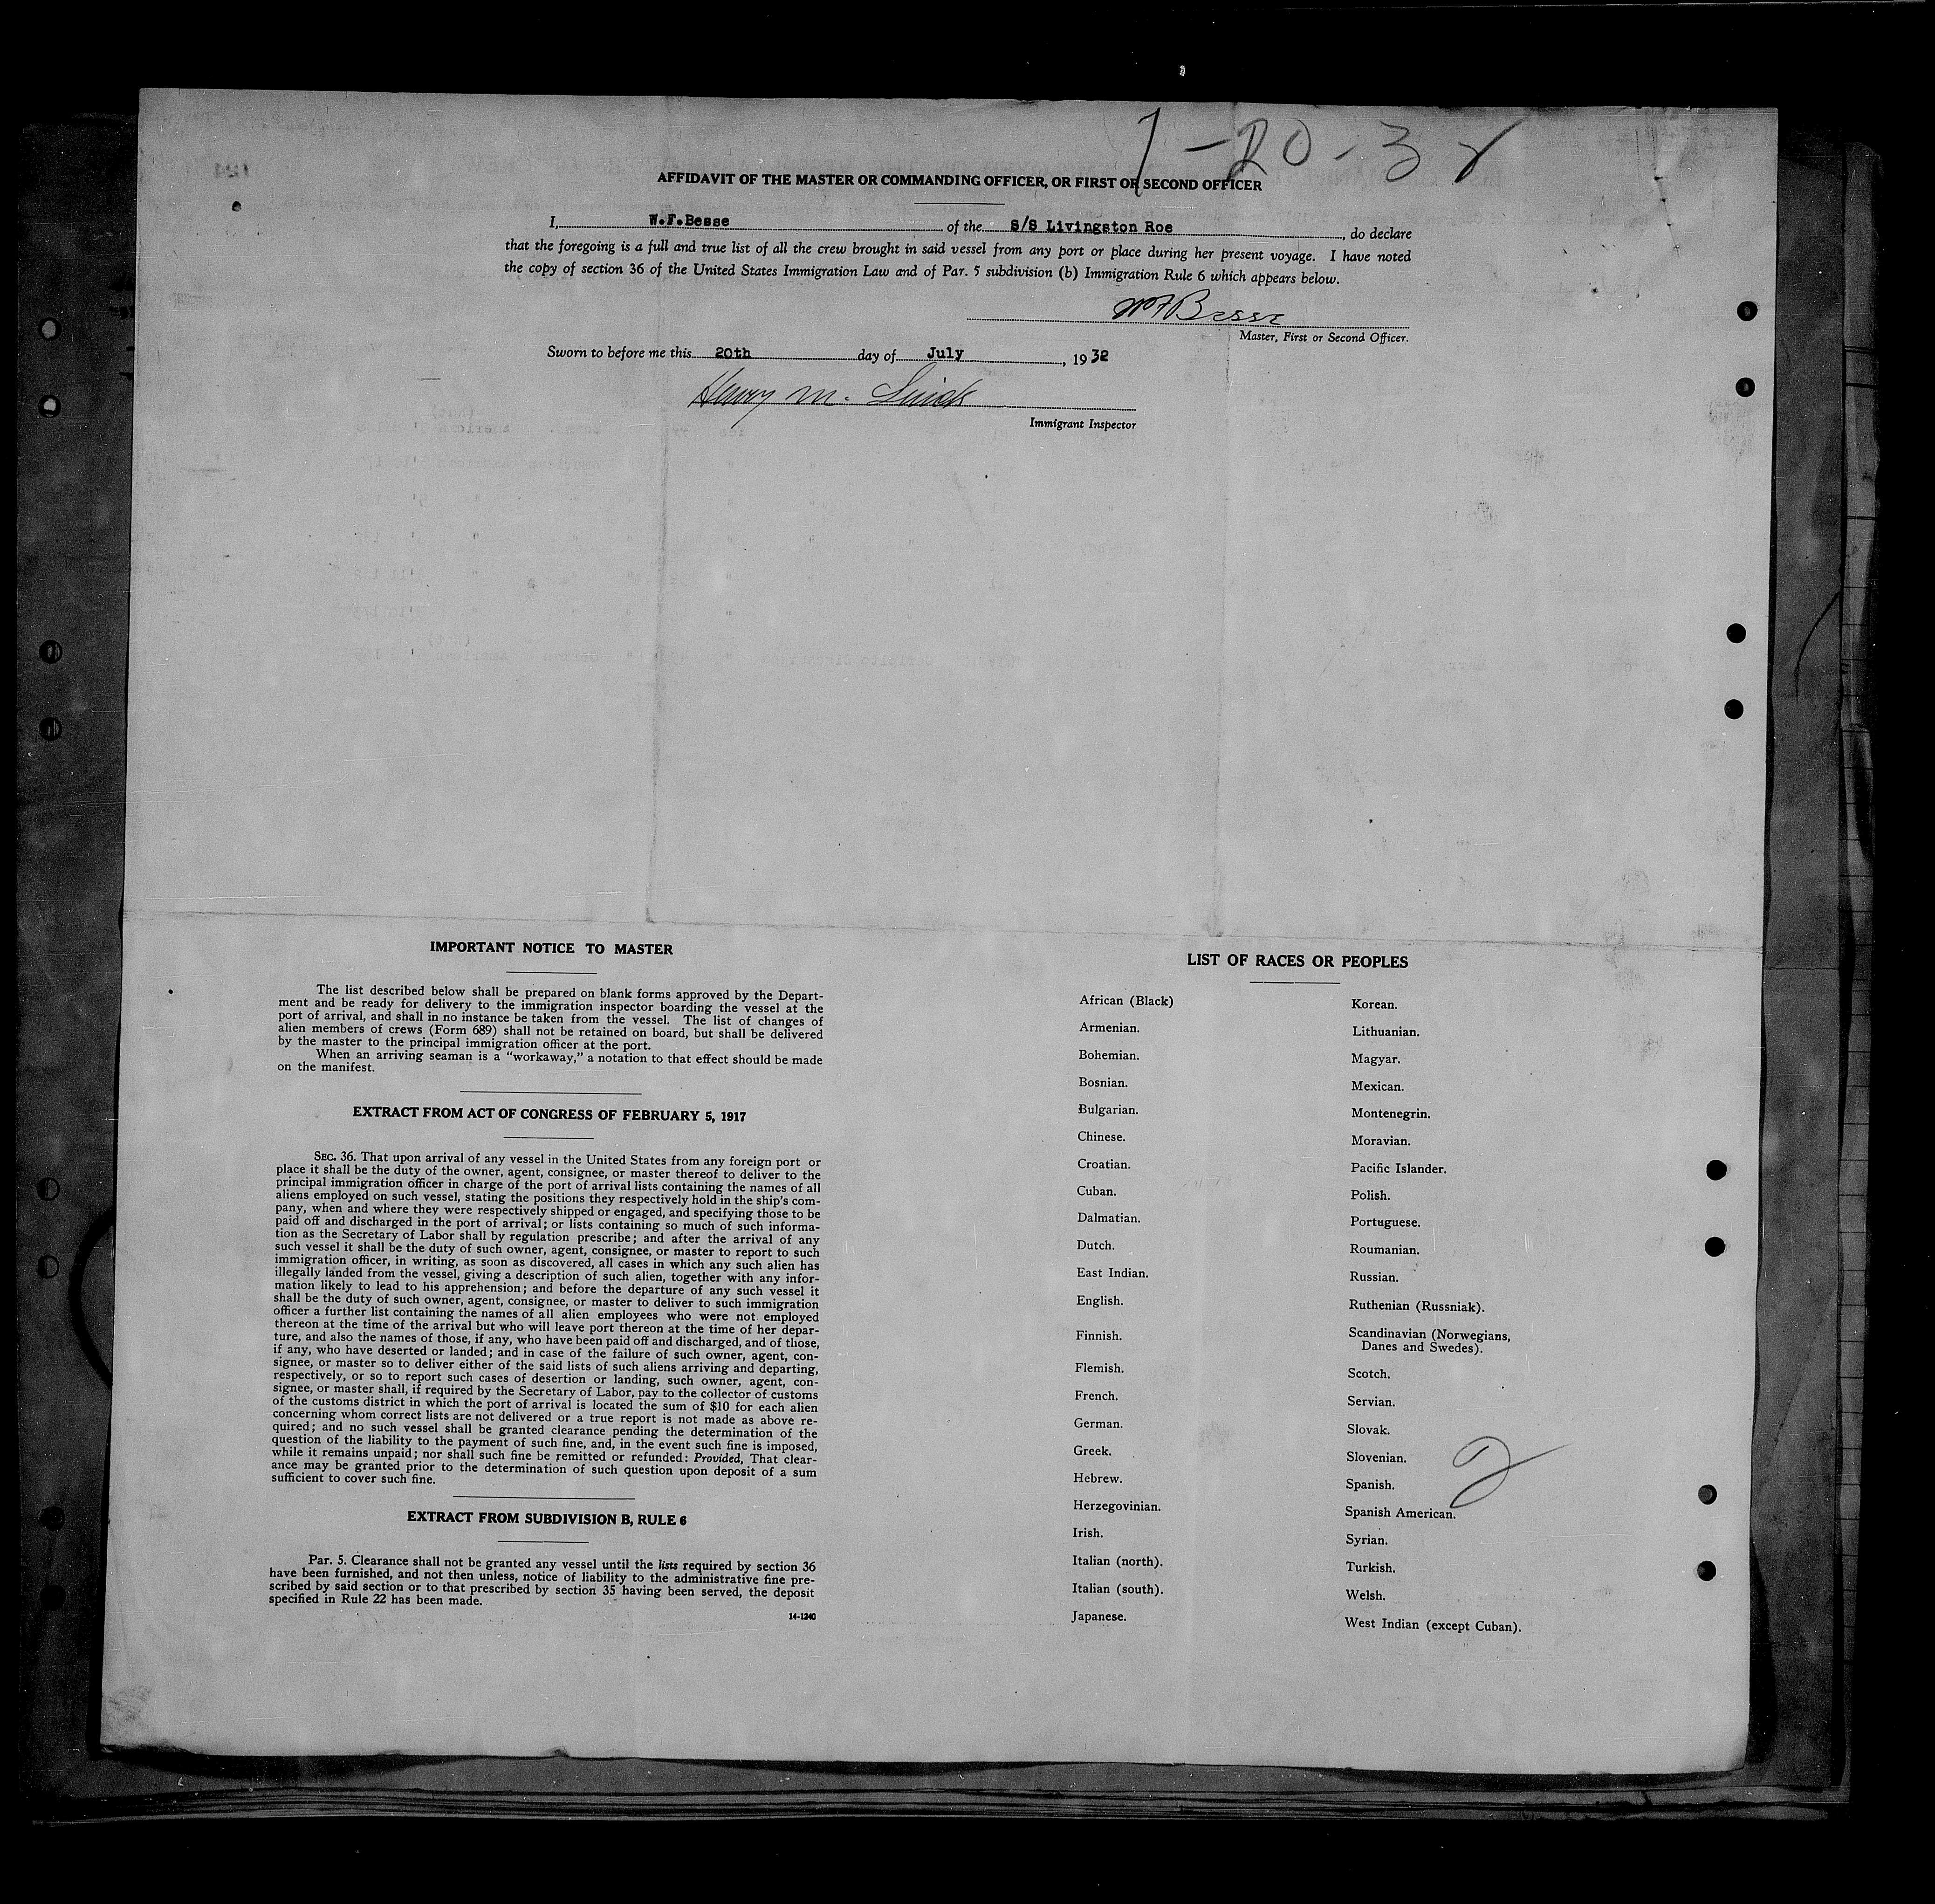 7-20-32
AFFIDAVIT OF THE MASTER OR COMMANDING OFFICER, OR FIRST OR SECOND OFFICER
I, W.F.Besse of the S/S Livingston Roe, do declare
that the foregoing is a full and true list of all the crew brought in said vessel from any port or place during her present voyage. I have noted
the copy of section 36 of the United States Immigration Law and of Par. 5 subdivision (b) Immigration Rule 6 which appears below.
WFBesse
Master, First or Second Officer.
Sworn to before me this 20th day of July, 1932
Henry M.
Immigrant Inspector
IMPORTANT NOTICE TO MASTER
The list described below shall be prepared on blank forms approved by the Depart-
ment and be ready for delivery to the immigration inspector boarding the vessel at the
port of arrival, and shall in no instance be taken from the vessel. The list of changes of
alien members of crews (Form 689) shall not be retained on board, but shall be delivered
by the master to the principal immigration officer at the port.
When an arriving seaman is a "workaway," a notation to that effect should be made
on the manifest.
EXTRACT FROM ACT OF CONGRESS OF FEBRUARY 5, 1917
SEC. 36. That upon arrival of any vessel in the United States from any foreign port or
place it shall be the duty of the owner, agent, consignee, or master thereof to deliver to the
principal immigration officer in charge of the port of arrival lists containing the names of all
aliens employed on such vessel, stating the positions they respectively hold in the ship's com-
pany, when and where they were respectively shipped or engaged, and specifying those to be
paid off and discharged in the port of arrival; or lists containing so much of such informa-
tion as the Secretary of Labor shall by regulation prescribe; and after the arrival of any
such vessel it shall be the duty of such owner, agent, consignee, or master to report to such
immigration officer, in writing, as soon as discovered, all cases in which any such alien has
illegally landed from the vessel, giving a description of such alien, together with any infor-
mation likely to lead to his apprehension; and before the departure of any such vessel it
shall be the duty of such owner, agent, consignee, or master to deliver to such immigration
officer a further list containing the names of all alien employees who were not employed
thereon at the time of the arrival but who will leave port thereon at the time of her depar-
ture, and also the names of those, if any, who have been paid off and discharged, and of those,
if any, who have deserted or landed; and in case of the failure of such owner, agent, con-
signee, or master so to deliver either of the said lists of such aliens arriving and departing,
respectively, or so to report such cases of desertion or landing, such owner, agent, con-
signee, or master shall, if required by the Secretary of Labor, pay to the collector of customs
of the customs district in which the port of arrival is located the sum of $10 for each alien
concerning whom correct lists are not delivered or a true report is not made as above re-
quired; and no such vessel shall be granted clearance pending the determination of the
question of the liability to the payment of such fine, and, in the event such fine is imposed,
while it remains unpaid; nor shall such fine be remitted or refunded: Provided, That clear-
ance may be granted prior to the determination of such question upon deposit of a sum
sufficient to cover such fine.
EXTRACT FROM SUBDIVISION B, RULE 6
Par. 5. Clearance shall not be granted any vessel until the lists required by section 36
have been furnished, and not then unless, notice of liability to the administrative fine pre-
scribed by said section or to that prescribed by section 35 having been served, the deposit
specified in Rule 22 has been made.
14-1240
LIST OF RACES OR PEOPLES
African (Black)
Armenian.
Bohemian.
Bosnian.
Bulgarian.
Chinese.
Croatian.
Cuban.
Dalmatian.
Dutch.
East Indian.
English.
Finnish.
Flemish.
French.
German.
Greek.
Hebrew.
Herzegovinian.
Irish.
Italian (north).
Italian (south).
Japanese.
Korean.
Lithuanian.
Magyar.
Mexican.
Montenegrin.
Moravian.
Pacific Islander.
Polish.
Portuguese.
Roumanian.
Russian.
Ruthenian (Russniak).
Scandinavian (Norwegians,
Danes and Swedes).
Scotch.
Servian.
Slovak.
Slovenian.
Spanish.
Spanish American.
Syrian.
Turkish.
Welsh.
West Indian (except Cuban).
2